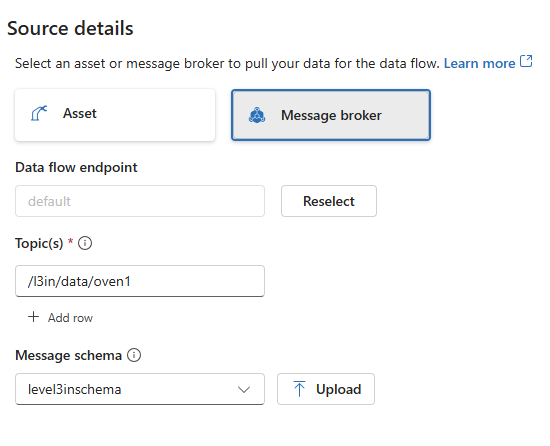 Source details
Select an asset or message broker to pull your data for the data flow. Learn more
Asset
Message broker
Data flow endpoint
default
Reselect
Topic(s) *
/l3in/data/oven1
+ Add row
Message schema
level3inschema
Upload